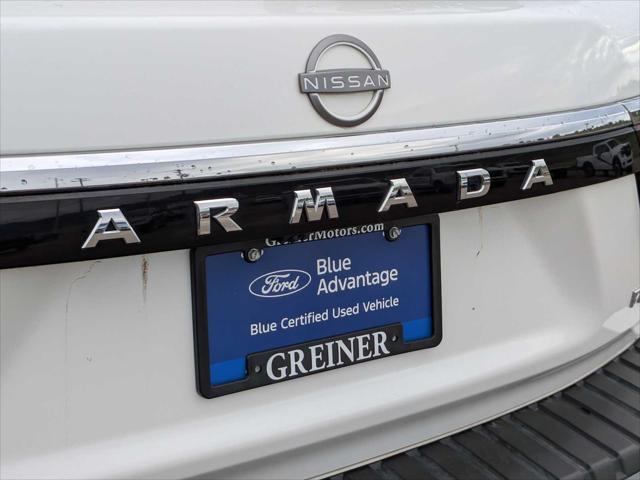 NISSAN
ARMADA
GreinerMotors.com
Ford
Blue
Advantage
Blue Certified Used Vehicle
GREINER